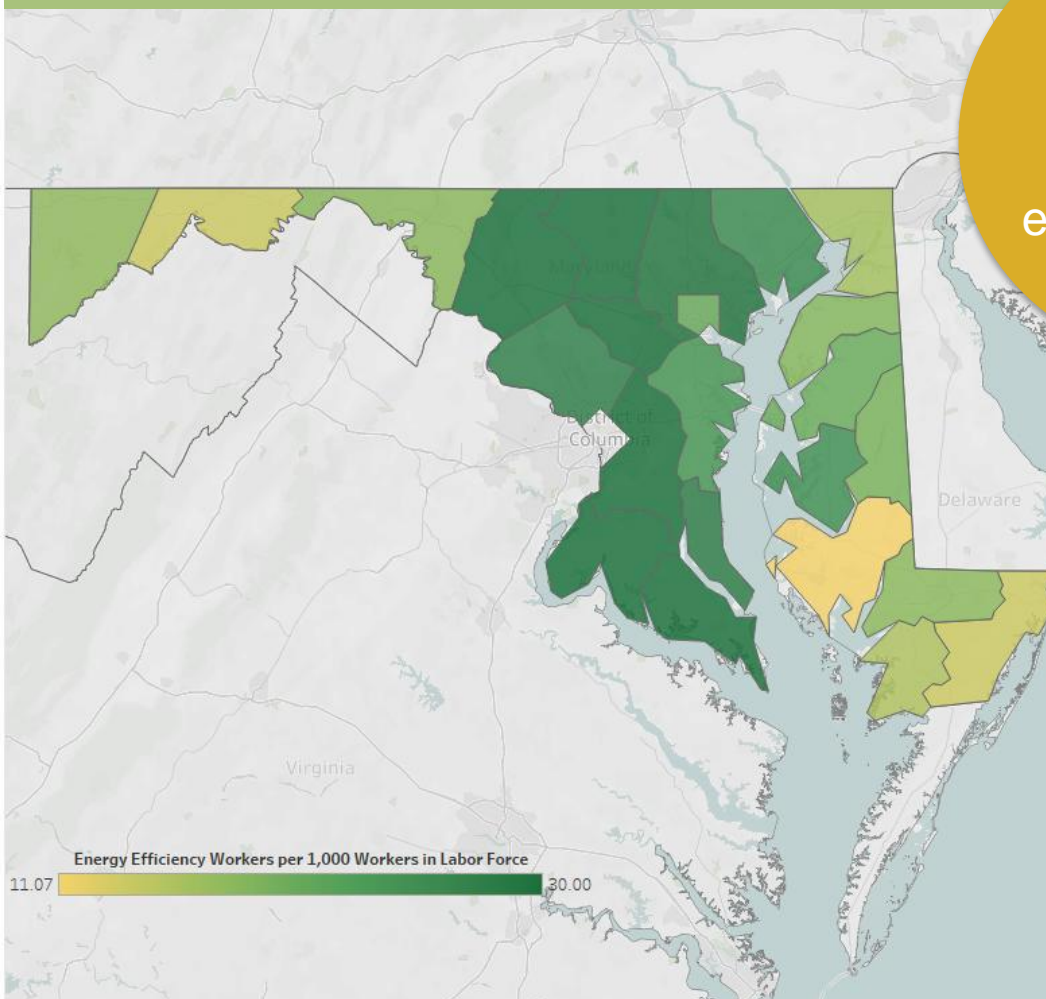 e
Maryland
District of
Columbia
Delaware
Virginia
Energy Efficiency Workers per 1,000 Workers in Labor Force
11.07
30.00